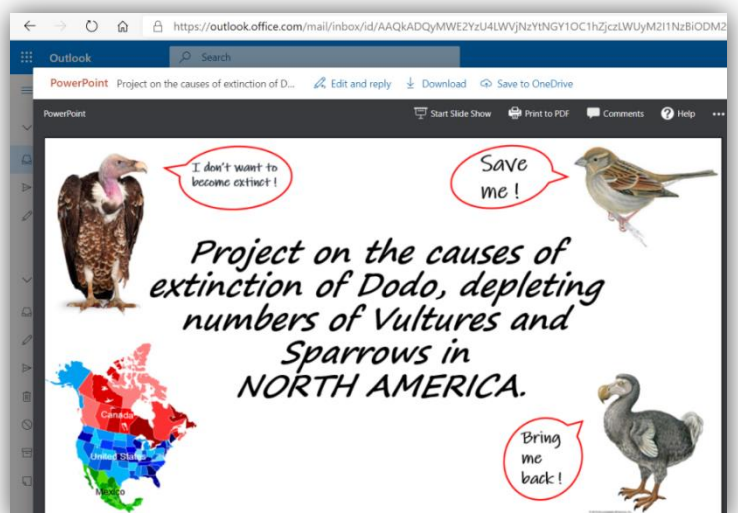 https://outlook.office.com/mail/inbox/id/AAQkADQyMWE2YzU4LWVjNzYtNGY1OC1hZjczLWUyM2I1NzBiODM2
Outlook
Search
PowerPoint Project on the causes of extinction of D... Edit and reply Download Save to OneDrive
PowerPoint Start Slide Show Print to PDF Comments Help
I don't want to
become extinct !
Save
me !
Project on the causes of
extinction of Dodo, depleting
numbers of Vultures and
Sparrows in
NORTH AMERICA.
Canada
United States
Mexico
Bring
me
back !